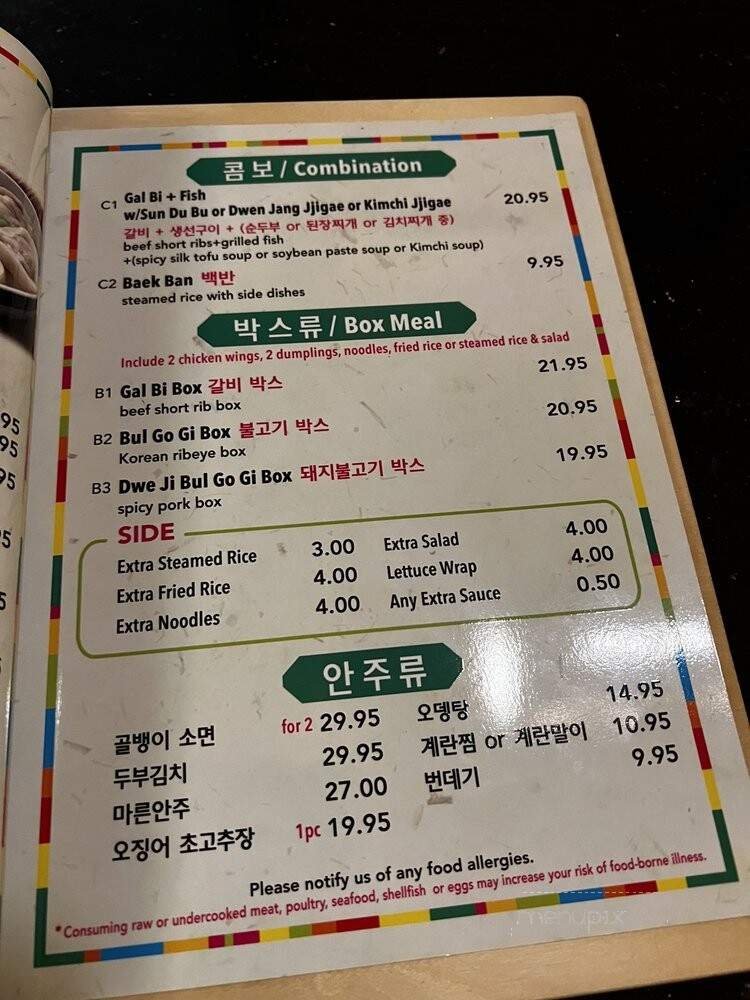 콤보 / Combination
C1 Gal Bi + Fish 20.95
w/Sun Du Bu or Dwen Jang Jjigae or Kimchi Jjigae
갈비 + 생선구이 + (순두부 or 된장찌개 or 김치찌개 중)
beef short ribs+grilled fish
+(spicy silk tofu soup or soybean paste soup or Kimchi soup)
C2 Baek Ban 백반 9.95
steamed rice with side dishes
박스류 / Box Meal
Include 2 chicken wings, 2 dumplings, noodles, fried rice or steamed rice & salad
B1 Gal Bi Box 갈비 박스 21.95
beef short rib box
B2 Bul Go Gi Box 불고기 박스 20.95
Korean ribeye box
B3 Dwe Ji Bul Go Gi Box 돼지불고기 박스 19.95
spicy pork box
SIDE
Extra Steamed Rice 3.00
Extra Fried Rice 4.00
Extra Noodles 4.00
Extra Salad 4.00
Lettuce Wrap 4.00
Any Extra Sauce 0.50
안주류
골뱅이 소면 for 2 29.95
두부김치 29.95
마른안주 27.00
오징어 초고추장 1pc 19.95
오뎅탕 14.95
계란찜 or 계란말이 10.95
번데기 9.95
Please notify us of any food allergies.
*Consuming raw or undercooked meat, poultry, seafood, shellfish or eggs may increase your risk of food-borne illness.
menupix
95
95
95
5
5